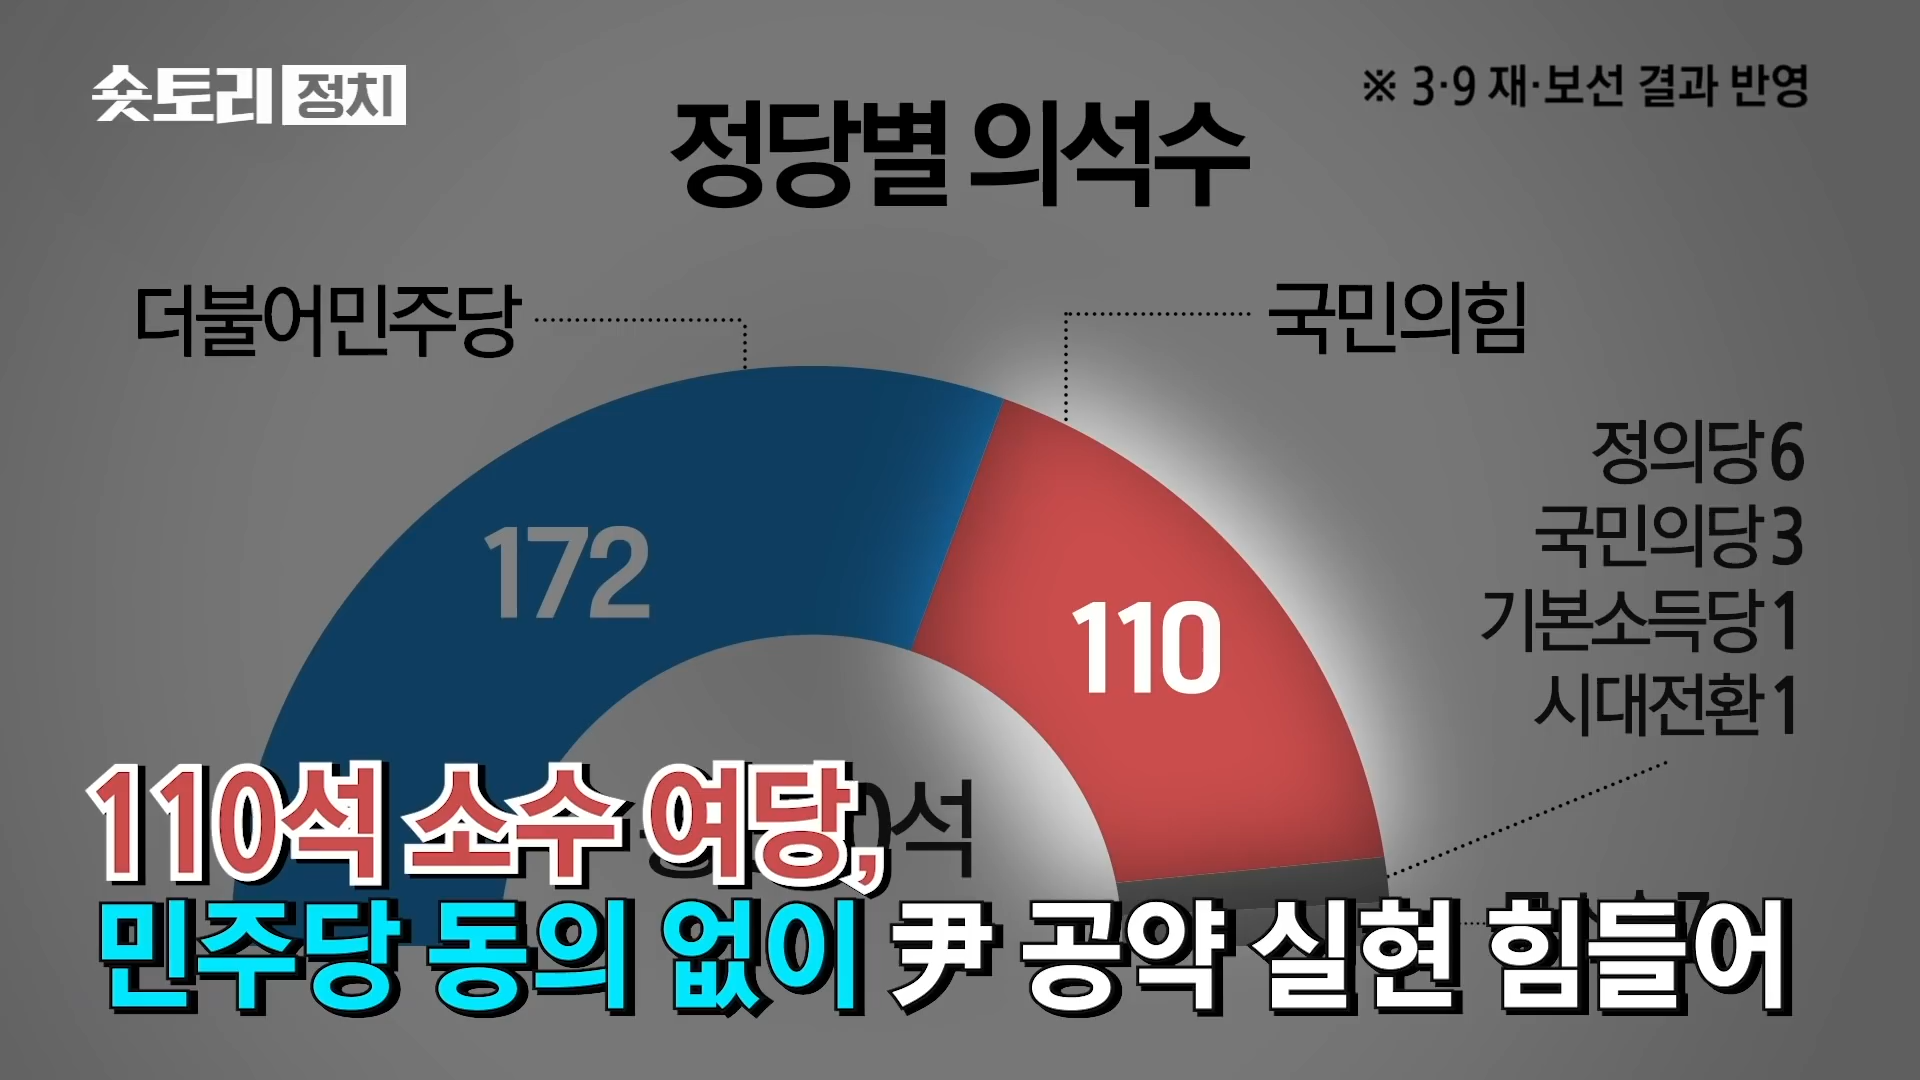 숏토리 정치
※ 3·9 재·보선 결과 반영
정당별 의석수
더불어민주당
국민의힘
정의당 6
국민의당 3
기본소득당 1
시대전환 1
172
110
110석 소수 여당,
민주당 동의 없이 尹 공약 실현 힘들어